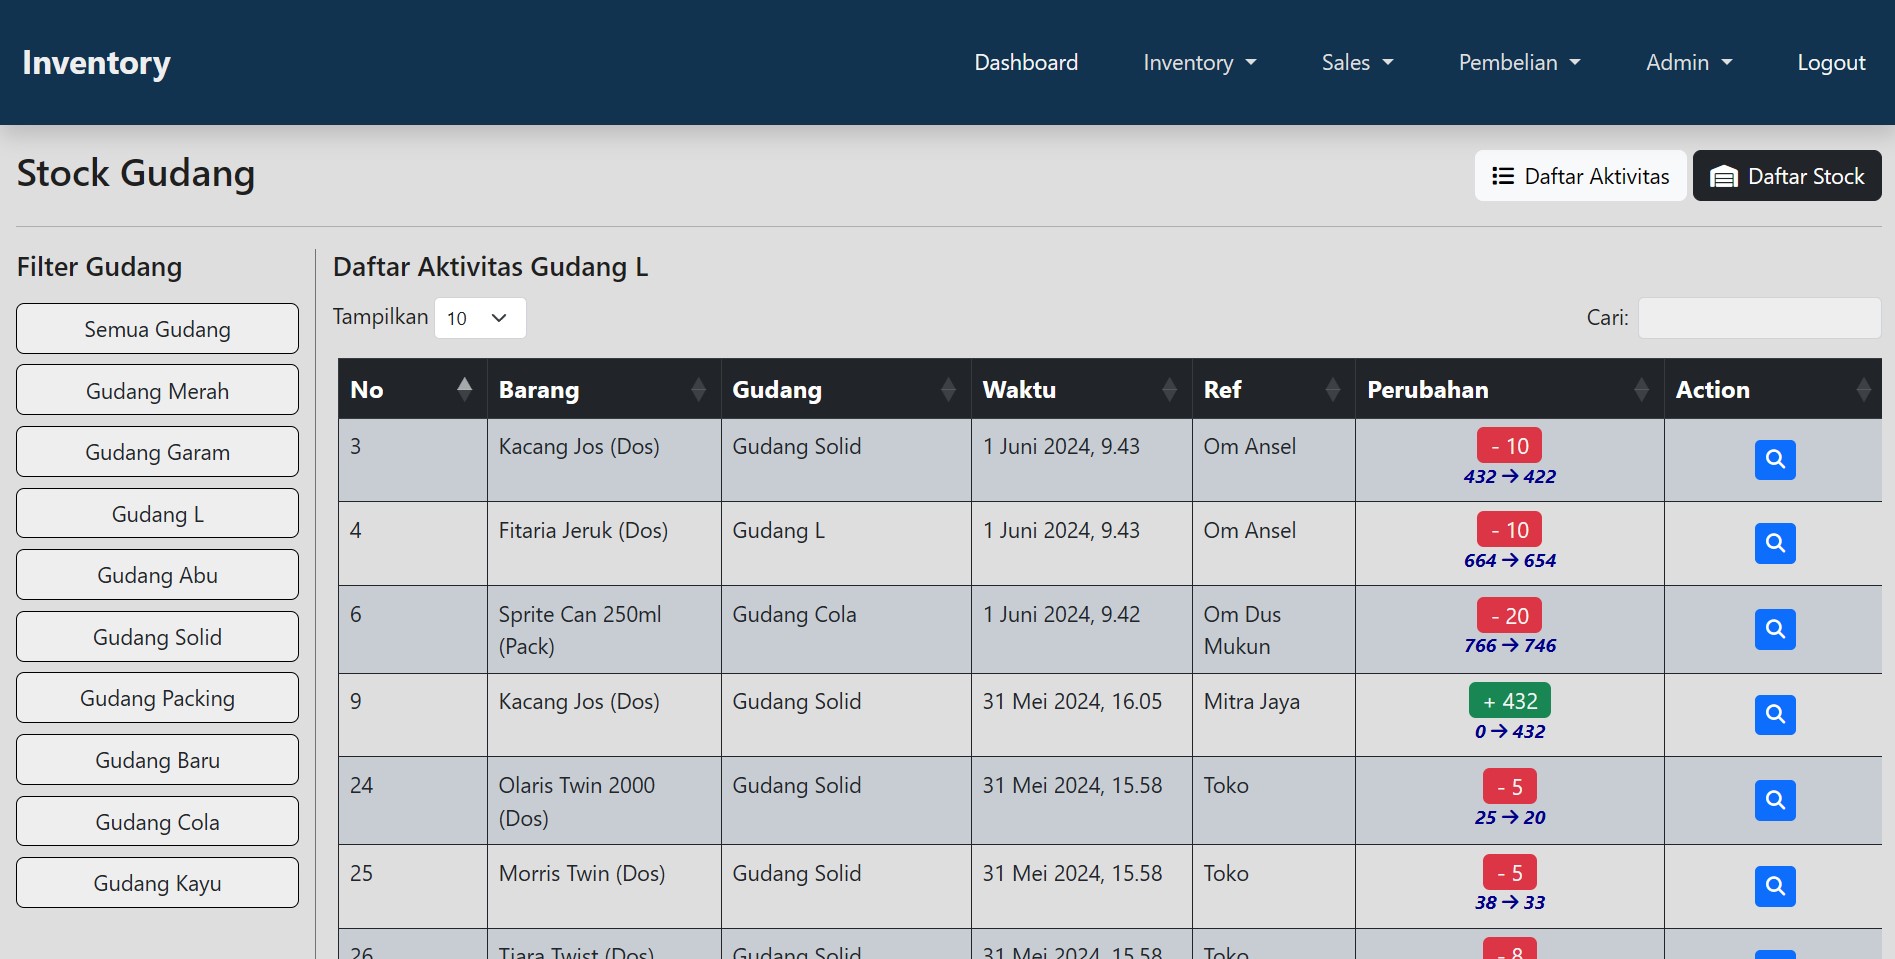 Inventory
Dashboard
Inventory
Sales
Pembelian
Admin
Logout
Stock Gudang
Daftar Aktivitas
Daftar Stock
Filter Gudang
Semua Gudang
Gudang Merah
Gudang Garam
Gudang L
Gudang Abu
Gudang Solid
Gudang Packing
Gudang Baru
Gudang Cola
Gudang Kayu
Daftar Aktivitas Gudang L
Tampilkan 10
Cari:
No Barang Gudang Waktu Ref Perubahan Action
3 Kacang Jos (Dos) Gudang Solid 1 Juni 2024, 9.43 Om Ansel - 10
432 → 422
4 Fitaria Jeruk (Dos) Gudang L 1 Juni 2024, 9.43 Om Ansel - 10
664 → 654
6 Sprite Can 250ml Gudang Cola 1 Juni 2024, 9.42 Om Dus - 20
(Pack) Mukun 766 → 746
9 Kacang Jos (Dos) Gudang Solid 31 Mei 2024, 16.05 Mitra Jaya + 432
0 → 432
24 Olaris Twin 2000 Gudang Solid 31 Mei 2024, 15.58 Toko - 5
(Dos) 25 → 20
25 Morris Twin (Dos) Gudang Solid 31 Mei 2024, 15.58 Toko - 5
38 → 33
26 Tiara Twist (Dos) Gudang Solid 31 Mei 2024, 15.58 Toko - 8